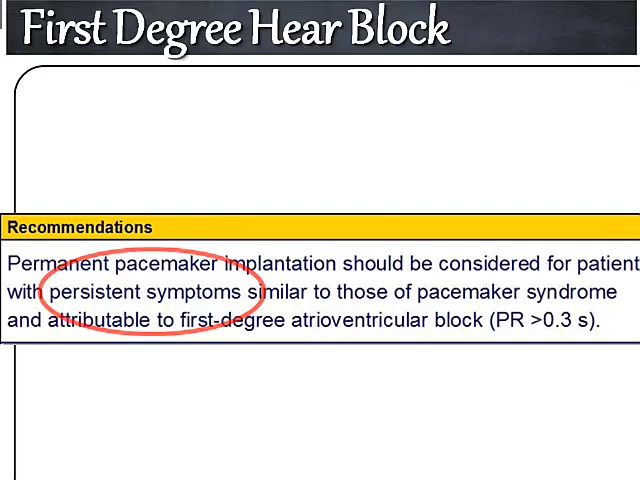 First Degree Hear Block
Recommendations
Permanent pacemaker implantation should be considered for patient
with persistent symptoms similar to those of pacemaker syndrome
and attributable to first-degree atrioventricular block (PR >0.3 s).